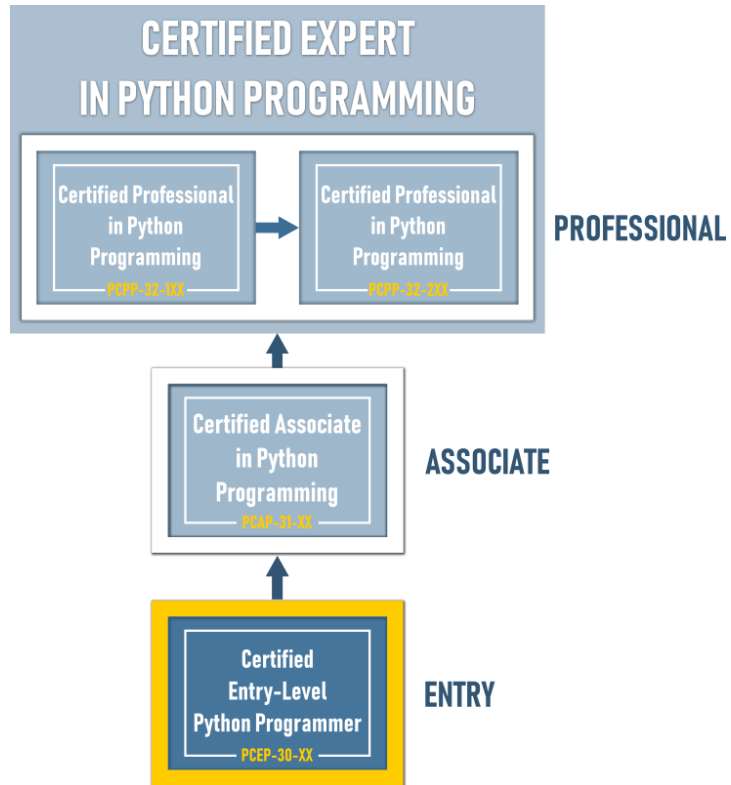 CERTIFIED EXPERT
IN PYTHON PROGRAMMING
Certified Professional
in Python
Programming
PCPP-32-1XX
Certified Professional
in Python
Programming
PCPP-32-2XX
PROFESSIONAL
Certified Associate
in Python
Programming
PCAP-31-XX
ASSOCIATE
Certified
Entry-Level
Python Programmer
PCEP-30-XX
ENTRY